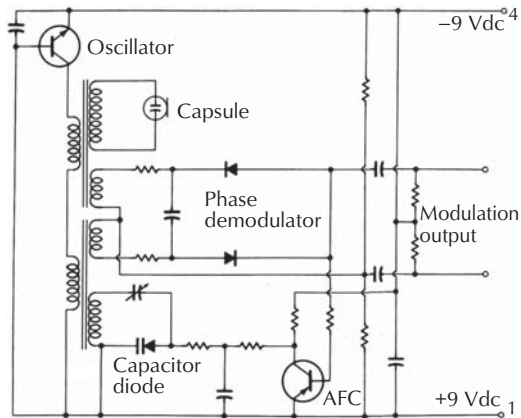 −9 Vdc 4
Oscillator
Capsule
Phase
demodulator
Modulation
output
Capacitor
diode
AFC
+9 Vdc 1